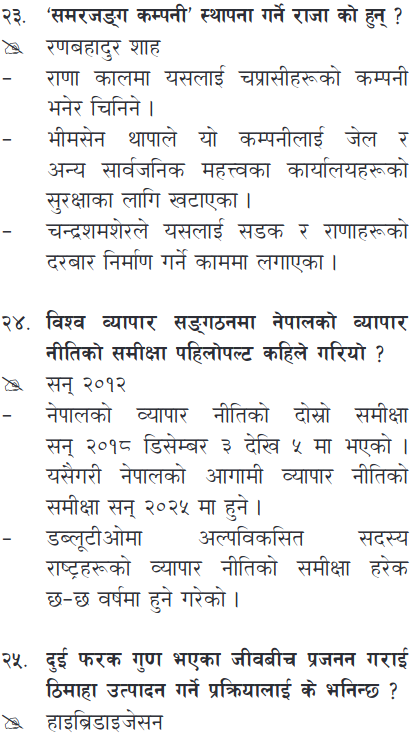 २३. ‘समरजङ्ग कम्पनी’ स्थापना गर्ने राजा को हुन् ?
रणबहादुर शाह
– राणा कालमा यसलाई चप्रासीहरूको कम्पनी
भनेर चिनिने ।
– भीमसेन थापाले यो कम्पनीलाई जेल र
अन्य सार्वजनिक महत्त्वका कार्यालयहरूको
सुरक्षाका लागि खटाएका ।
– चन्द्रशमशेरले यसलाई सडक र राणाहरूको
दरबार निर्माण गर्ने काममा लगाएका ।
२४. विश्व व्यापार सङ्गठनमा नेपालको व्यापार
नीतिको समीक्षा पहिलोपल्ट कहिले गरियो ?
सन् २०१२
– नेपालको व्यापार नीतिको दोस्रो समीक्षा
सन् २०१८ डिसेम्बर ३ देखि ५ मा भएको ।
यसैगरी नेपालको आगामी व्यापार नीतिको
समीक्षा सन् २०२५ मा हुने ।
– डब्लूटीओमा अल्पविकसित सदस्य
राष्ट्रहरूको व्यापार नीतिको समीक्षा हरेक
छ-छ वर्षमा हुने गरेको ।
२५. दुई फरक गुण भएका जीवबीच प्रजनन गराई
ठिमाहा उत्पादन गर्ने प्रक्रियालाई के भनिन्छ ?
हाइब्रिडाइजेसन